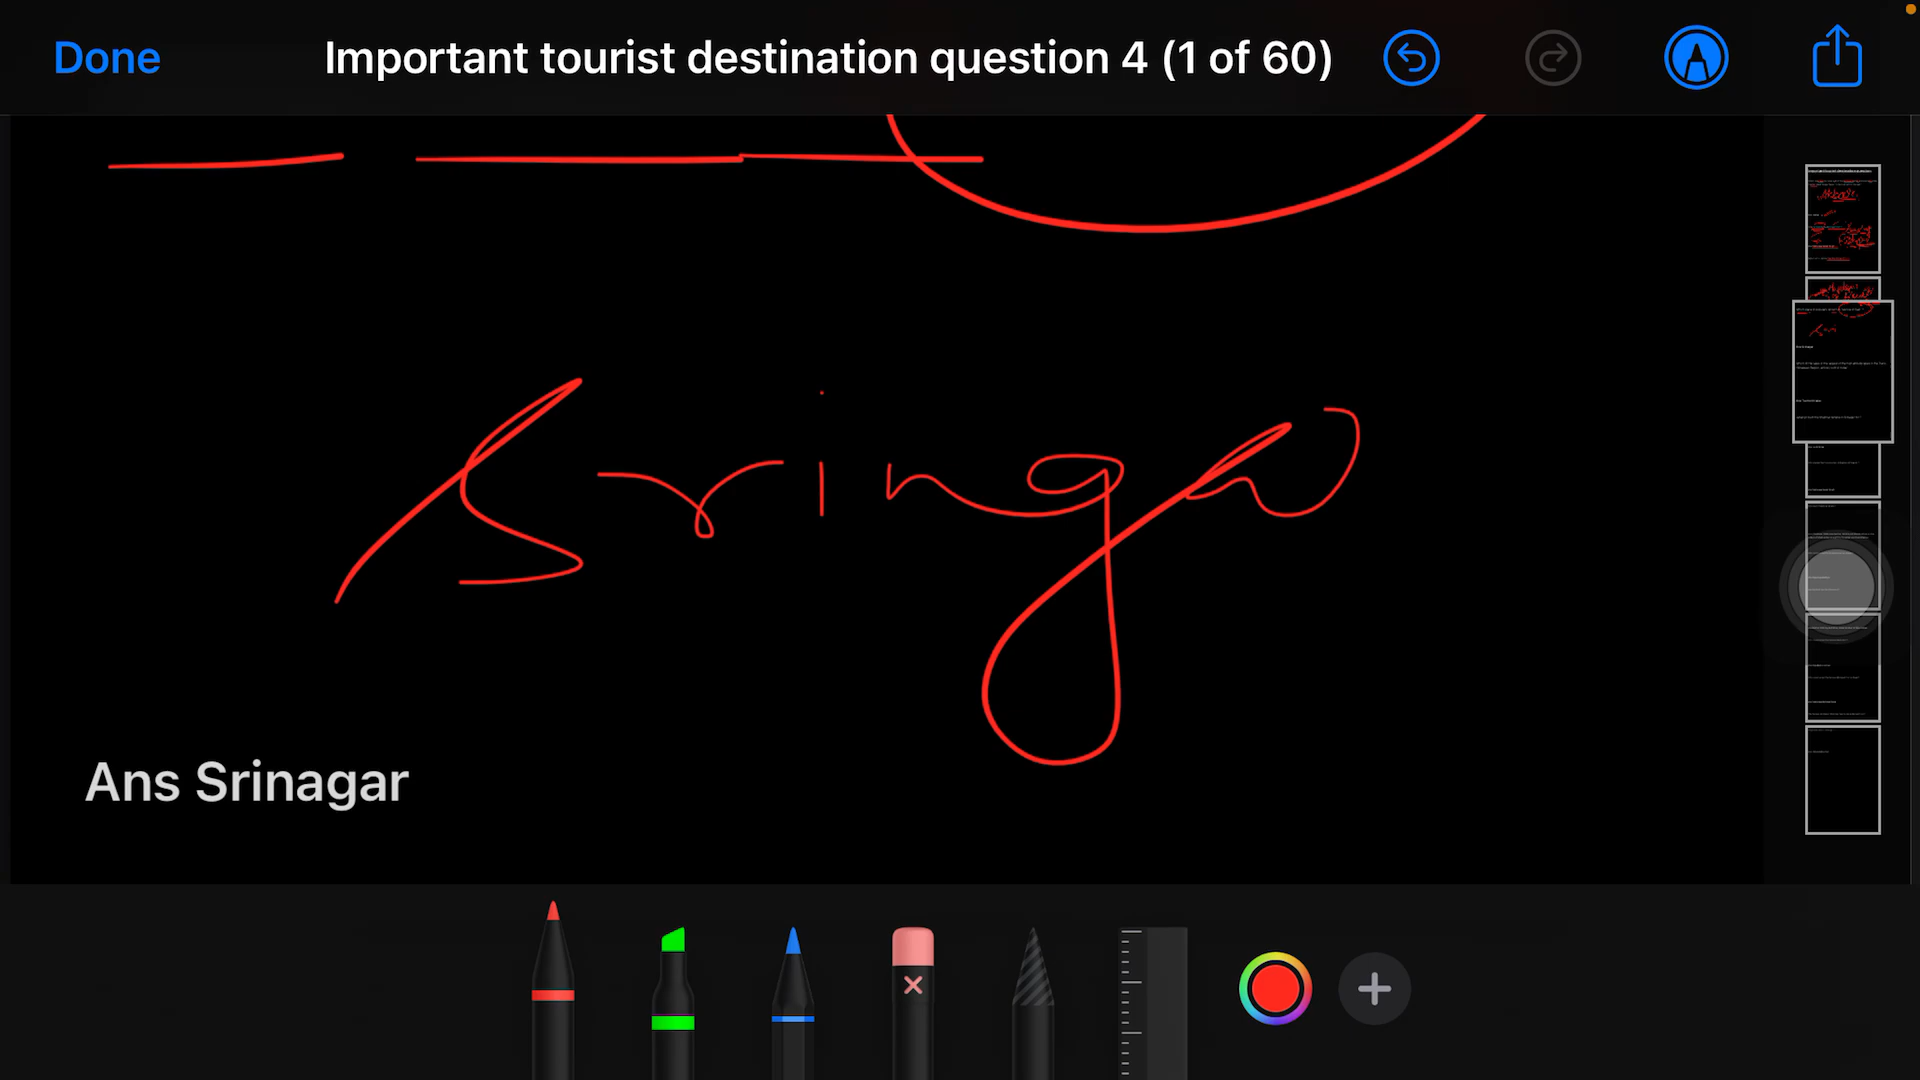 Done Important tourist destination question 4 (1 of 60)
Sringar
Ans Srinagar